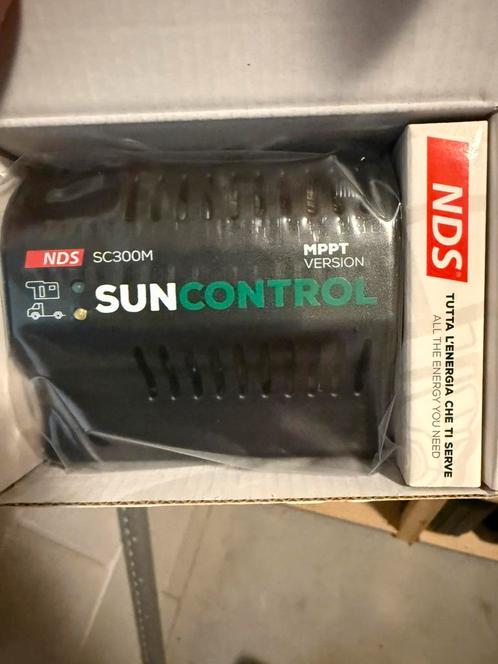 NDS SC300M
MPPT
VERSION
SUNCONTROL
NDS
TUTTA L'ENERGIA CHE TI SERVE
ALL THE ENERGY YOU NEED